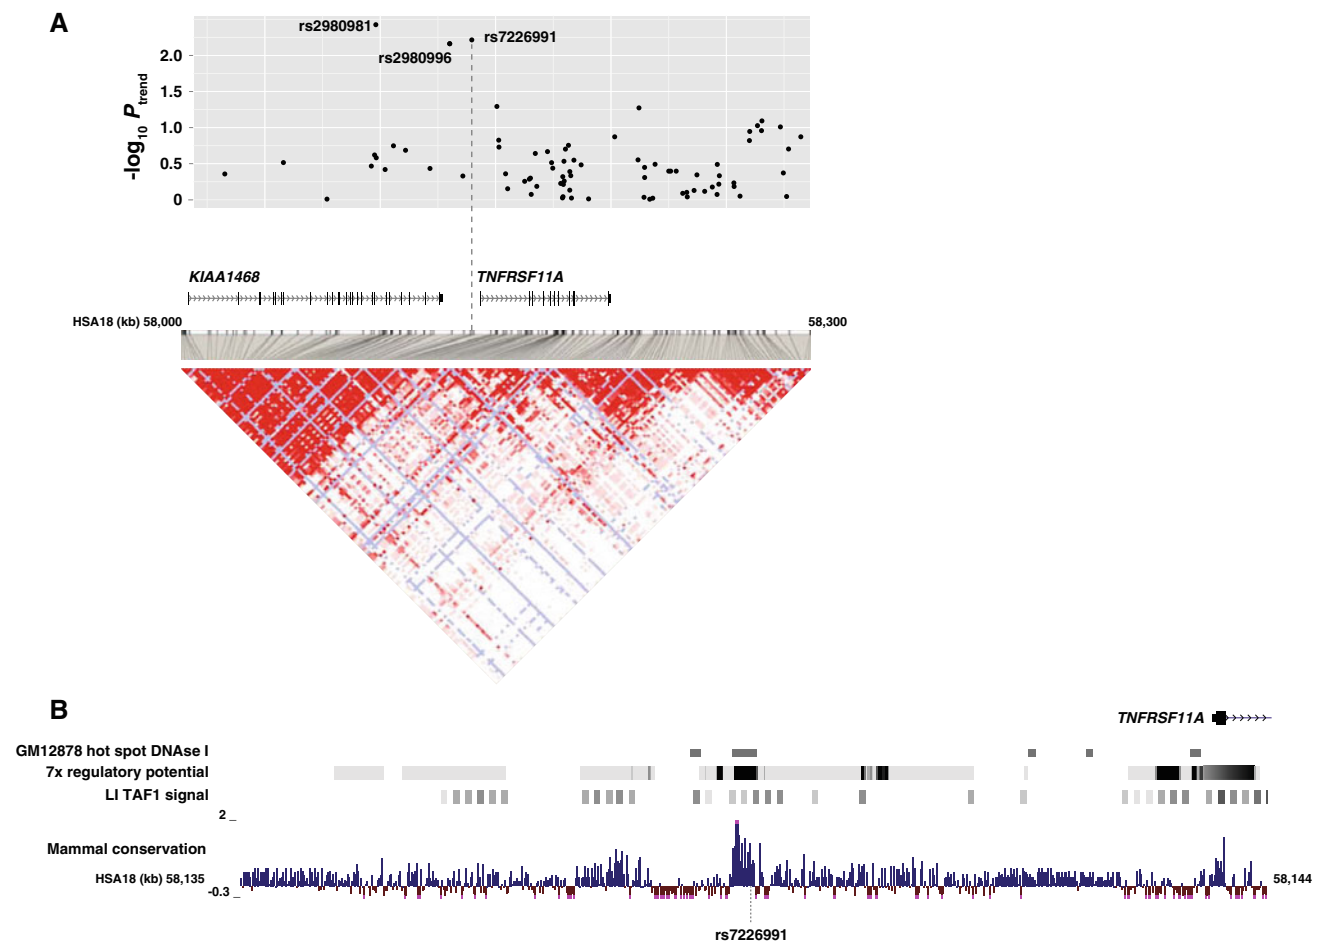 A
rs2980981
rs7226991
rs2980996
2.0
1.5
1.0
0.5
0
-log10 Ptrend
KIAA1468
TNFRSF11A
HSA18 (kb) 58,000
58,300
B
TNFRSF11A
GM12878 hot spot DNAse I
7x regulatory potential
LI TAF1 signal
2 _
Mammal conservation
HSA18 (kb) 58,135
58,144
-0.3 _
rs7226991